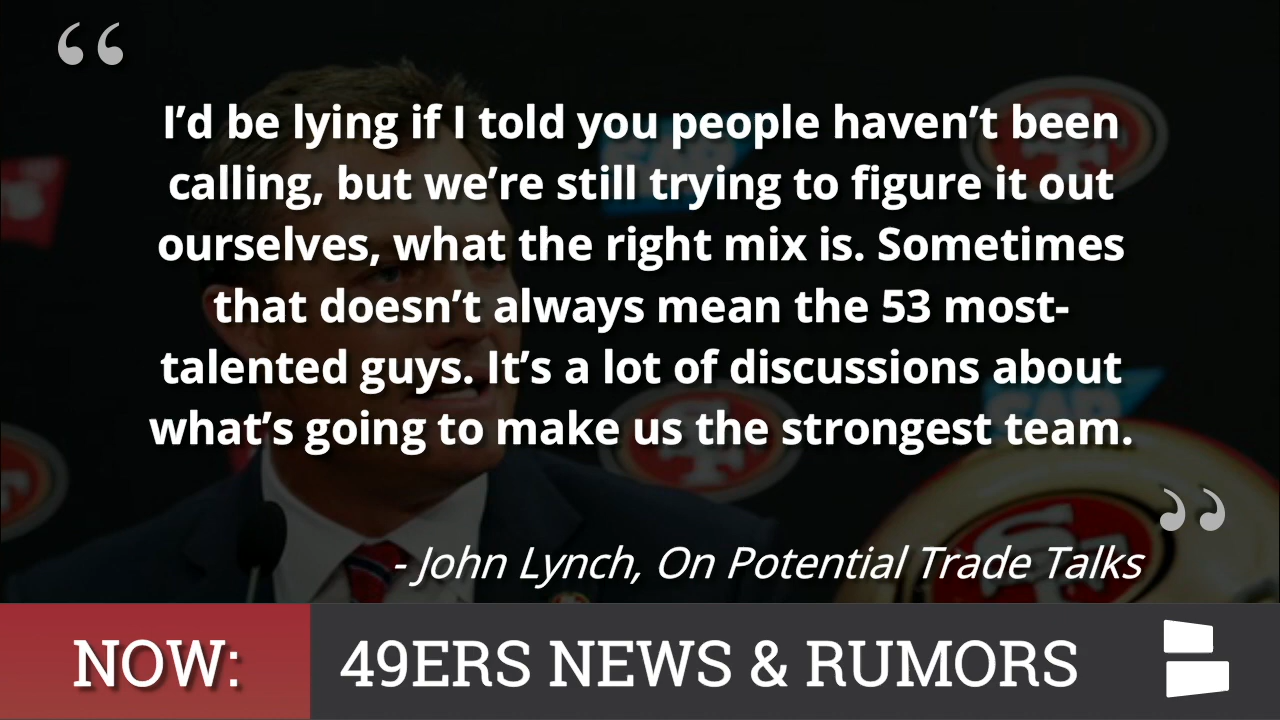 “
I’d be lying if I told you people haven’t been
calling, but we’re still trying to figure it out
ourselves, what the right mix is. Sometimes
that doesn’t always mean the 53 most-
talented guys. It’s a lot of discussions about
what’s going to make us the strongest team.
”
- John Lynch, On Potential Trade Talks
NOW: 49ERS NEWS & RUMORS